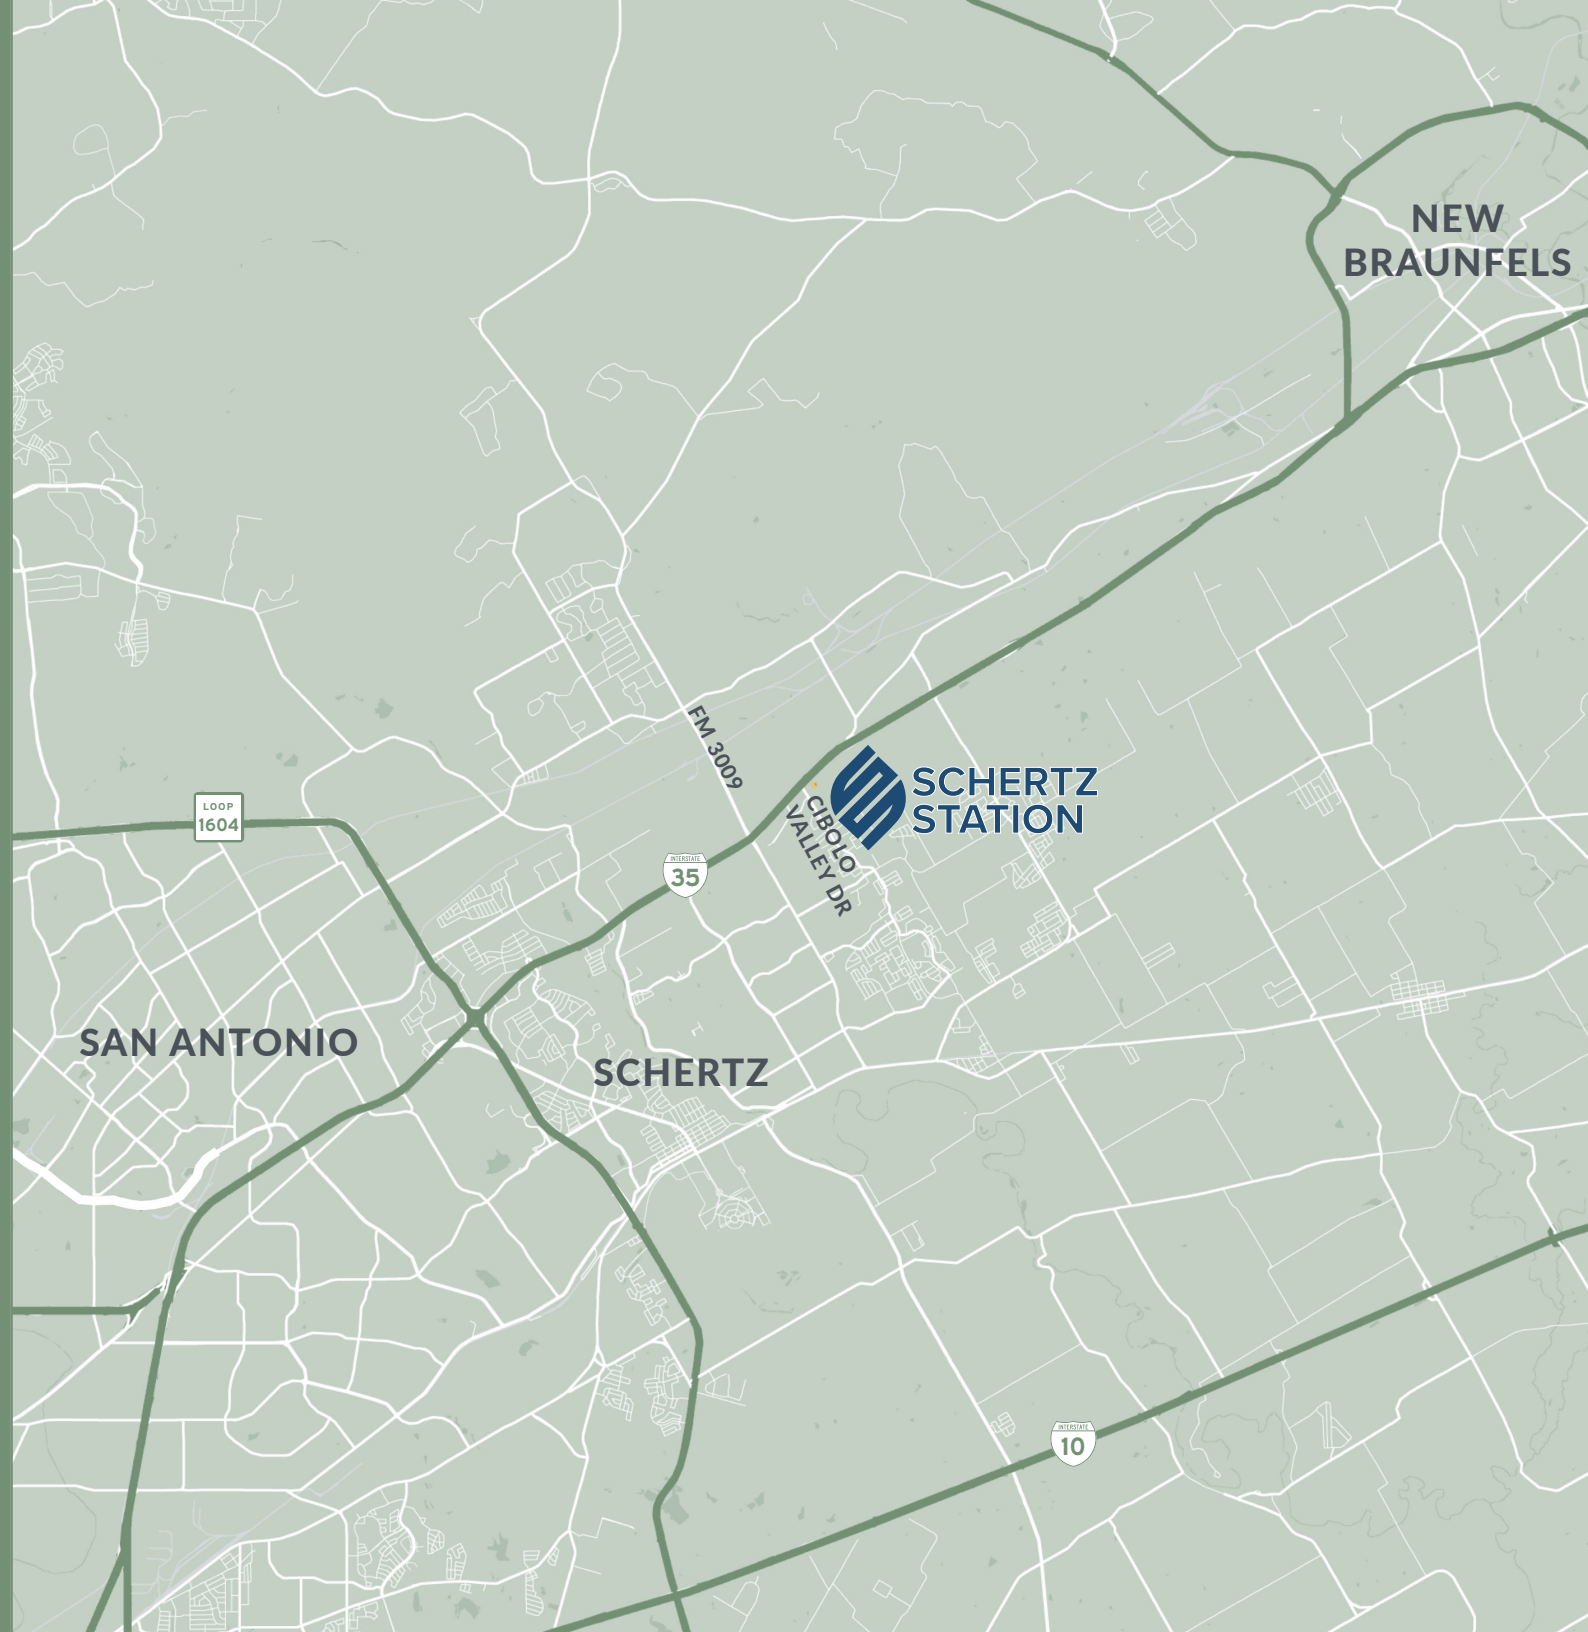 NEW
BRAUNFELS
FM 3009
SCHERTZ
STATION
CIBOLO
VALLEY DR
LOOP
1604
INTERSTATE
35
SAN ANTONIO
SCHERTZ
INTERSTATE
10